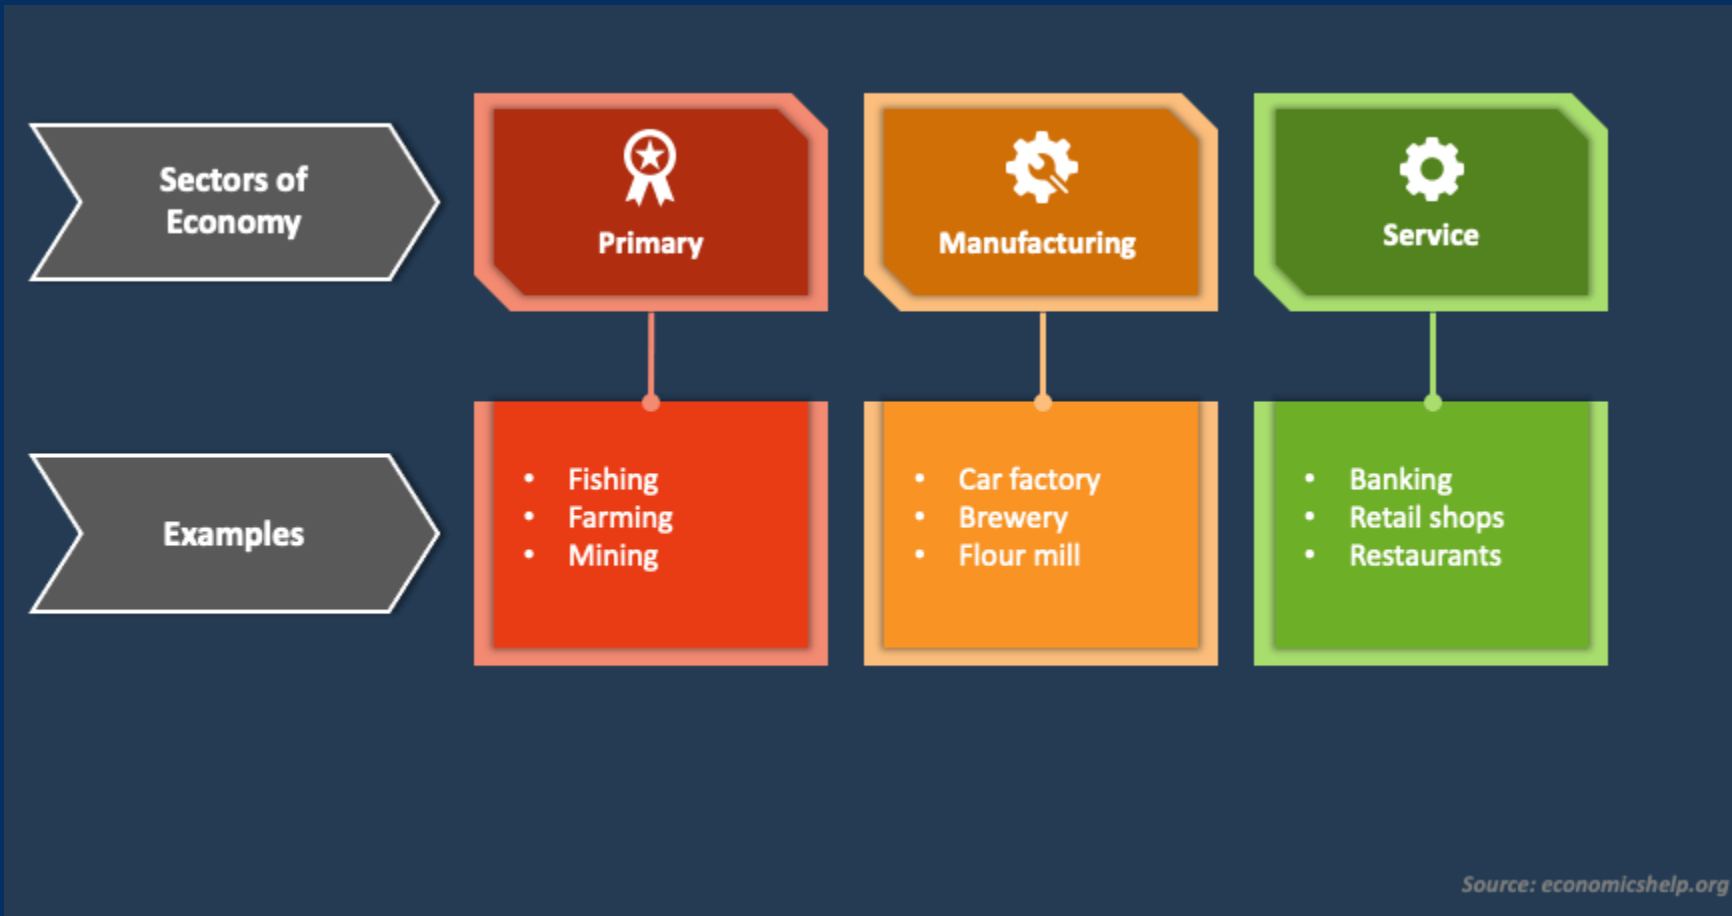 Sectors of
Economy
Primary
Manufacturing
Service
Examples
• Fishing
• Farming
• Mining
• Car factory
• Brewery
• Flour mill
• Banking
• Retail shops
• Restaurants
Source: economicshelp.org